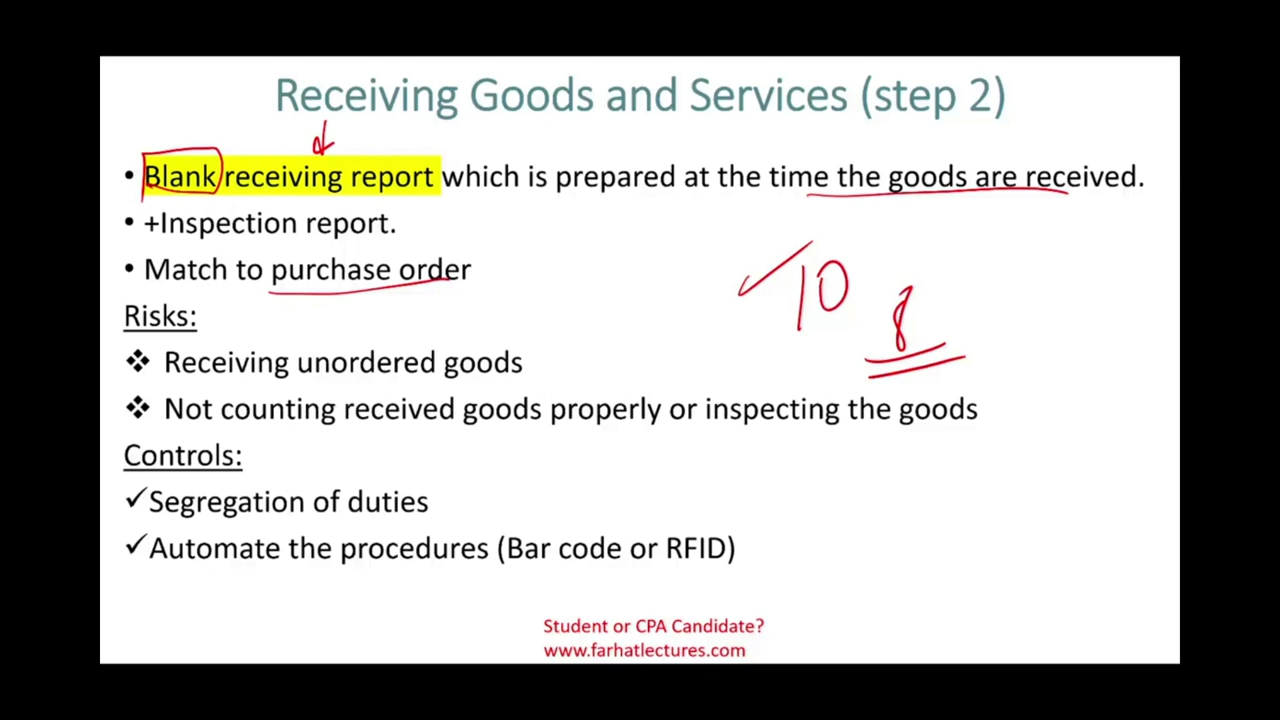 Receiving Goods and Services (step 2)
• Blank receiving report which is prepared at the time the goods are received.
• +Inspection report.
• Match to purchase order
10
8
Risks:
❖ Receiving unordered goods
❖ Not counting received goods properly or inspecting the goods
Controls:
✓Segregation of duties
✓Automate the procedures (Bar code or RFID)
Student or CPA Candidate?
www.farhatlectures.com